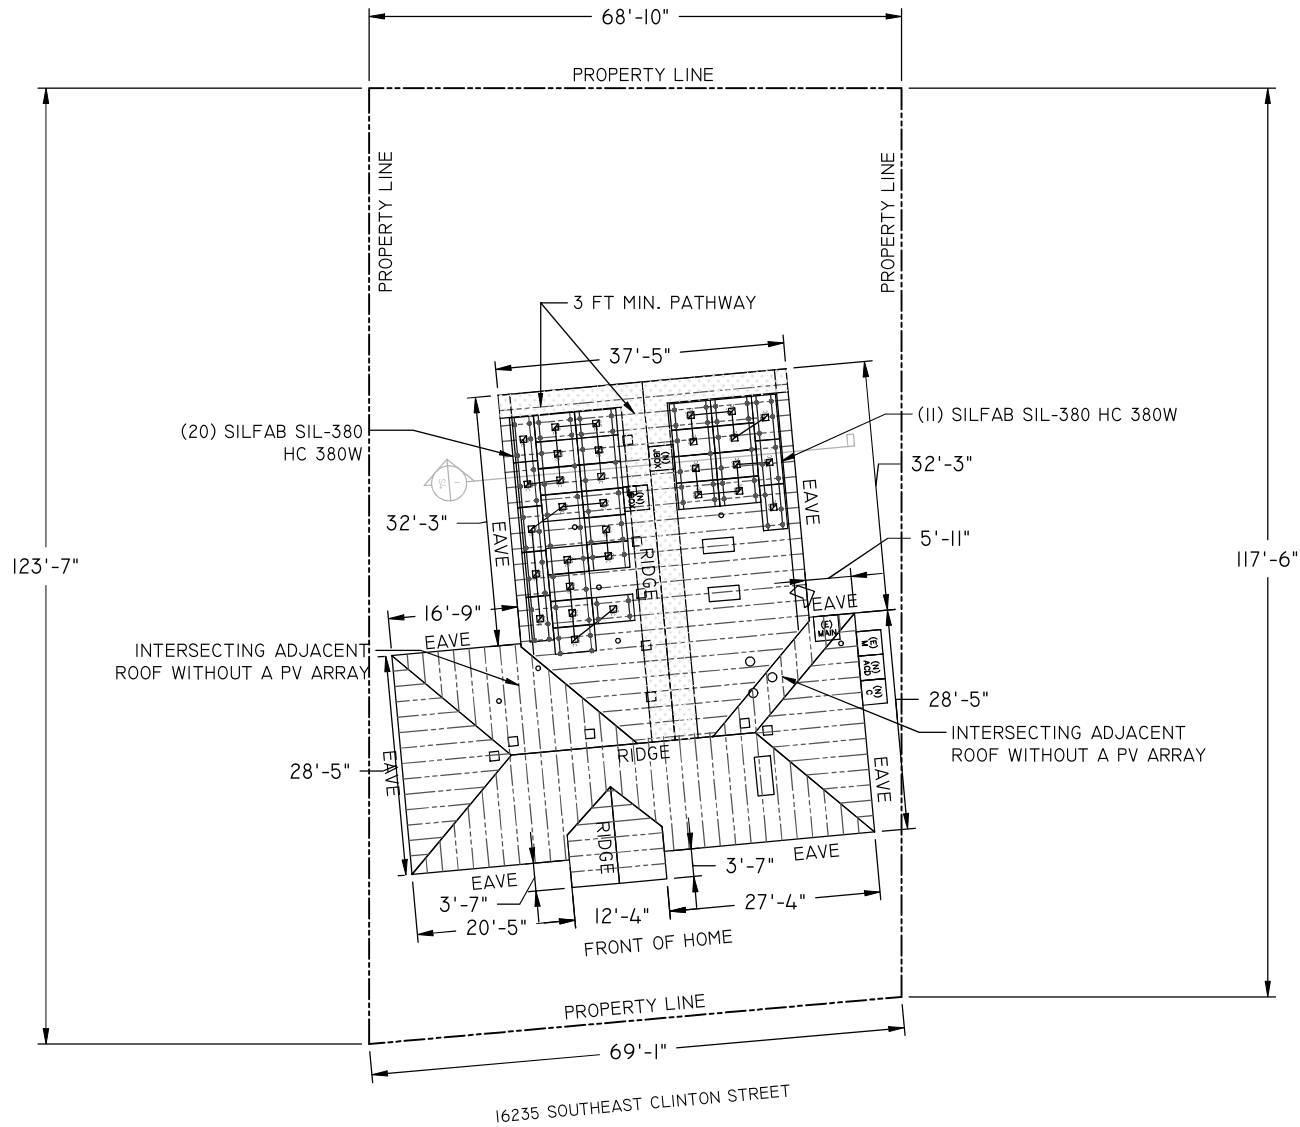 68'-10"
PROPERTY LINE
PROPERTY LINE
PROPERTY LINE
3 FT MIN. PATHWAY
37'-5"
(20) SILFAB SIL-380
HC 380W
(11) SILFAB SIL-380 HC 380W
(N)
JBOX
32'-3"
(N)
JBOX
EAVE
32'-3"
EAVE
5'-11"
RIDGE
123'-7"
117'-6"
16'-9"
EAVE
EAVE
(E)
MAIN
(E)
M
INTERSECTING ADJACENT
ROOF WITHOUT A PV ARRAY
(N)
ACD
(N)
C
28'-5"
INTERSECTING ADJACENT
ROOF WITHOUT A PV ARRAY
RIDGE
28'-5"
EAVE
EAVE
RIDGE
EAVE
3'-7"
EAVE
3'-7"
27'-4"
12'-4"
20'-5"
FRONT OF HOME
PROPERTY LINE
69'-1"
16235 SOUTHEAST CLINTON STREET